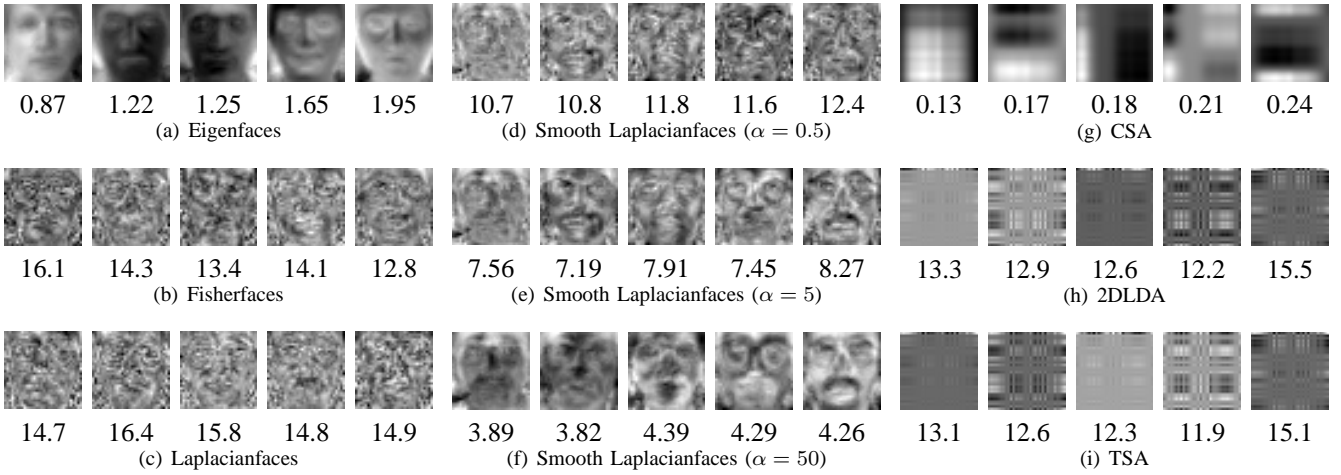 0.87 1.22 1.25 1.65 1.95
(a) Eigenfaces
16.1 14.3 13.4 14.1 12.8
(b) Fisherfaces
14.7 16.4 15.8 14.8 14.9
(c) Laplacianfaces
10.7 10.8 11.8 11.6 12.4
(d) Smooth Laplacianfaces (α = 0.5)
7.56 7.19 7.91 7.45 8.27
(e) Smooth Laplacianfaces (α = 5)
3.89 3.82 4.39 4.29 4.26
(f) Smooth Laplacianfaces (α = 50)
0.13 0.17 0.18 0.21 0.24
(g) CSA
13.3 12.9 12.6 12.2 15.5
(h) 2DLDA
13.1 12.6 12.3 11.9 15.1
(i) TSA